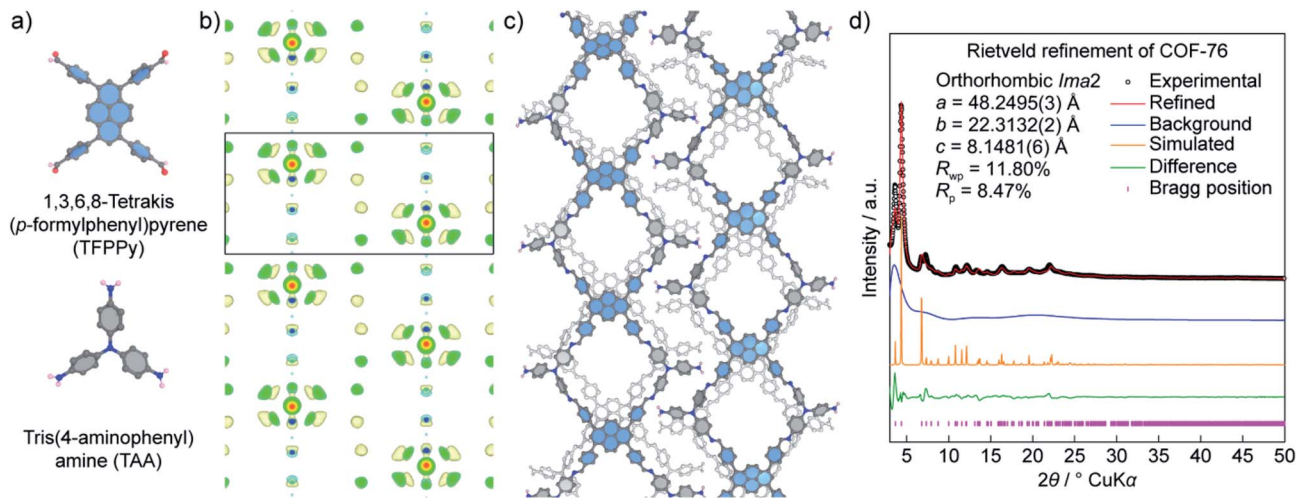 a)
1,3,6,8-Tetrakis
(p-formylphenyl)pyrene
(TFPPy)
Tris(4-aminophenyl)
amine (TAA)
b)
c)
d)
Rietveld refinement of COF-76
Orthorhombic Ima2
a = 48.2495(3) Å
b = 22.3132(2) Å
c = 8.1481(6) Å
Rwp = 11.80%
Rp = 8.47%
Experimental
Refined
Background
Simulated
Difference
Bragg position
Intensity / a.u.
5 10 15 20 25 30 35 40 45 50
2θ / ° CuKα